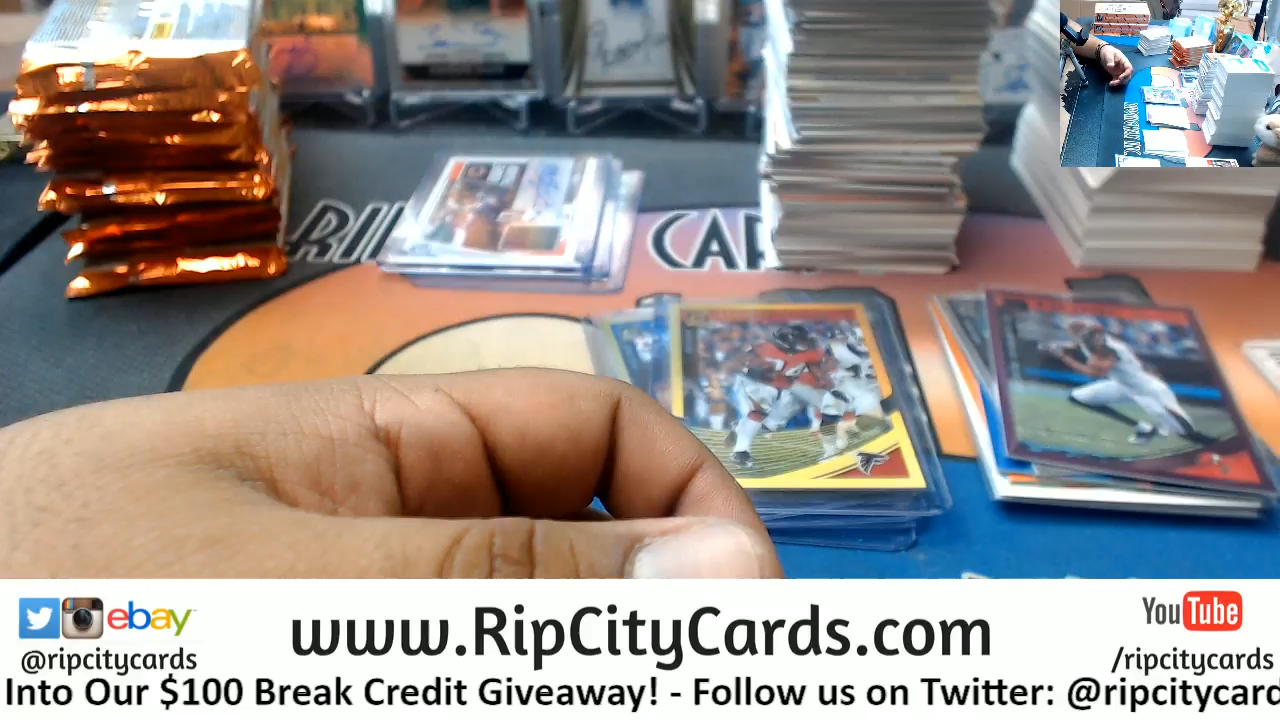 RI
CAR
@ripcitycards
ebay
www.RipCityCards.com
YouTube
/ripcitycards
Into Our $100 Break Credit Giveaway! - Follow us on Twitter: @ripcitycard